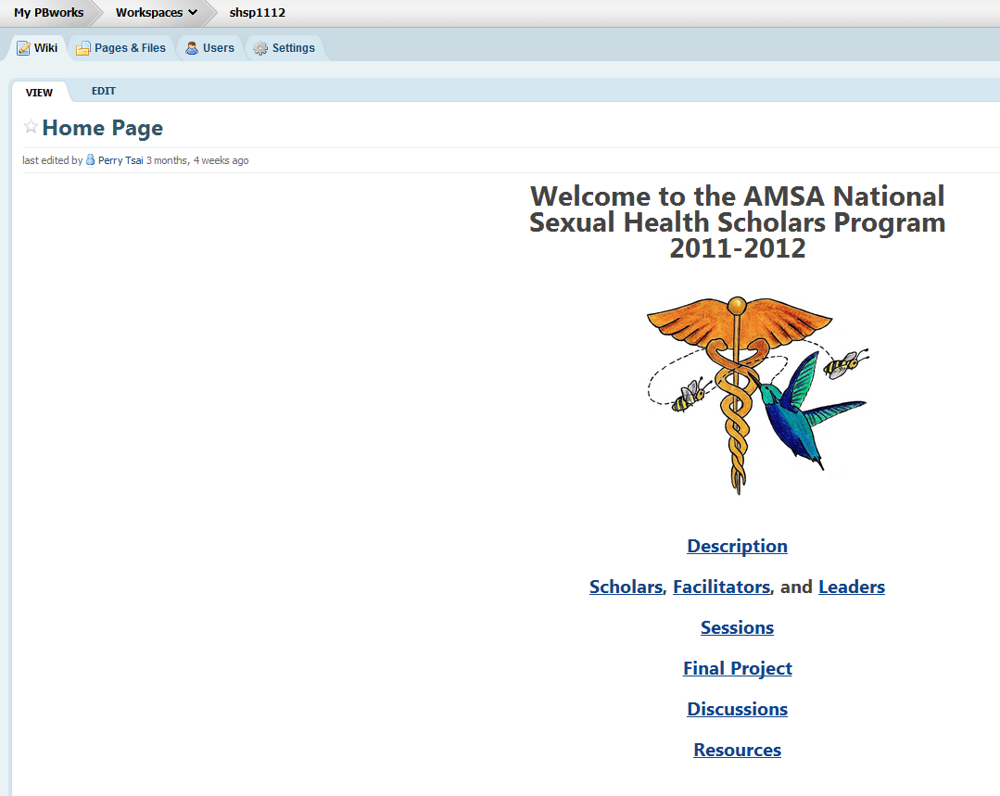 My PBworks Workspaces shsp1112
Wiki Pages & Files Users Settings
VIEW EDIT
Home Page
last edited by Perry Tsai 3 months, 4 weeks ago
Welcome to the AMSA National
Sexual Health Scholars Program
2011-2012
Description
Scholars, Facilitators, and Leaders
Sessions
Final Project
Discussions
Resources